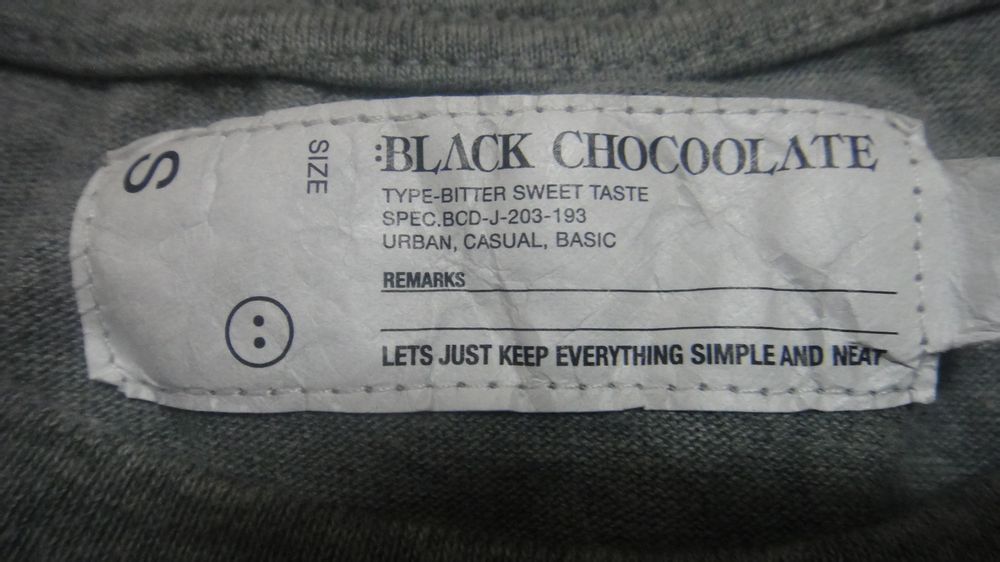 S
SIZE
:BLACK CHOCOOLATE
TYPE-BITTER SWEET TASTE
SPEC.BCD-J-203-193
URBAN, CASUAL, BASIC
REMARKS
LETS JUST KEEP EVERYTHING SIMPLE AND NEAT